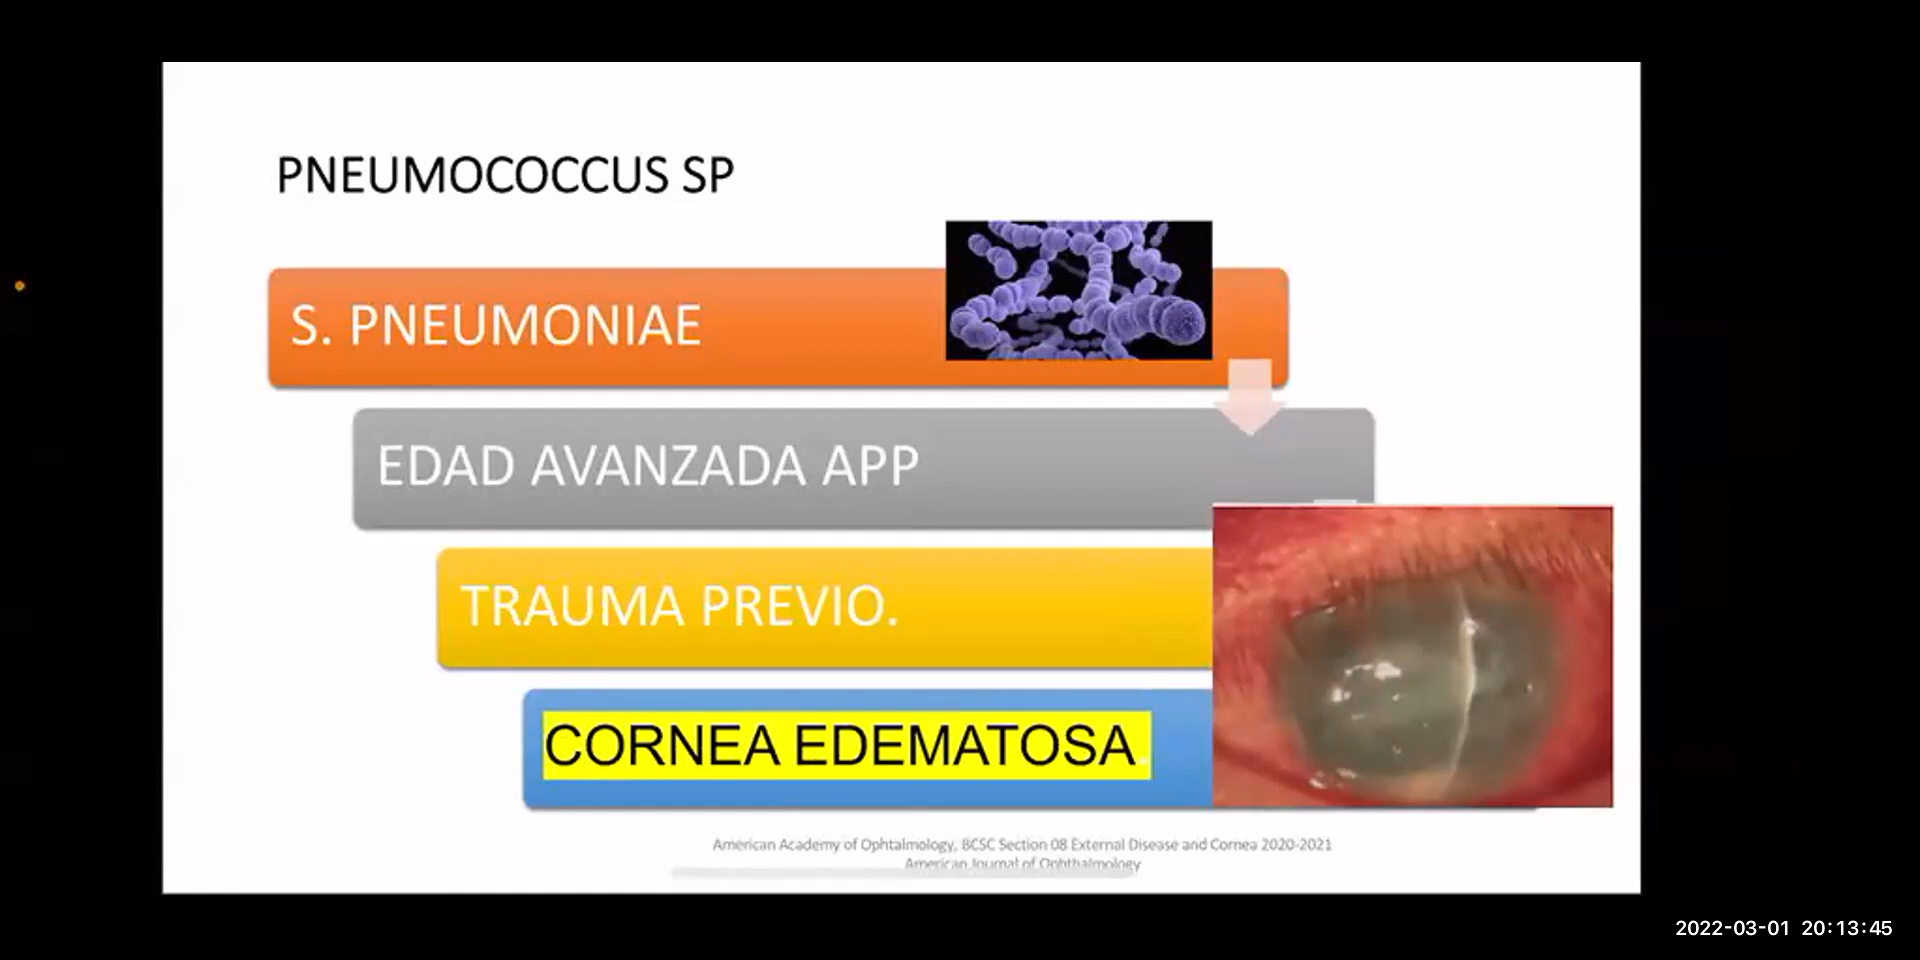 PNEUMOCOCCUS SP
S. PNEUMONIAE
EDAD AVANZADA APP
TRAUMA PREVIO.
CORNEA EDEMATOSA.
American Academy of Ophtalmology, BCSC Section 08 External Disease and Cornea 2020-2021
American Journal of Ophthalmology
2022-03-01 20:13:45